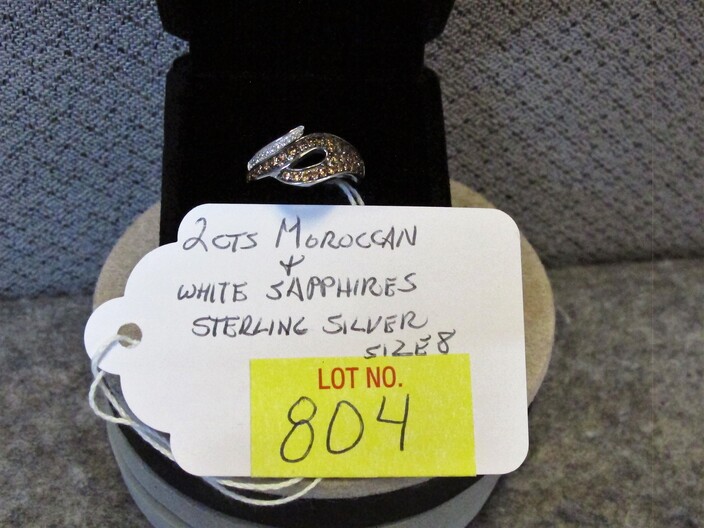 2CTS MOROCCAN
+
WHITE SAPPHIRES
STERLING SILVER
SIZE 8
LOT NO.
804